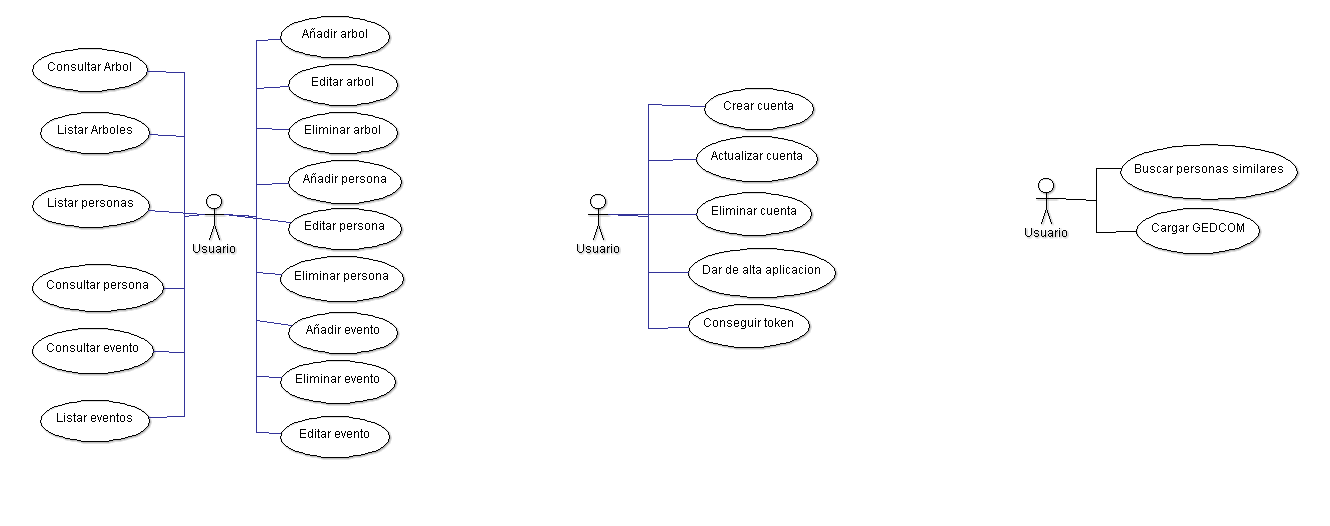 Consultar Arbol
Listar Arboles
Listar personas
Consultar persona
Consultar evento
Listar eventos
Usuario
Añadir arbol
Editar arbol
Eliminar arbol
Añadir persona
Editar persona
Eliminar persona
Añadir evento
Eliminar evento
Editar evento
Usuario
Crear cuenta
Actualizar cuenta
Eliminar cuenta
Dar de alta aplicacion
Conseguir token
Usuario
Buscar personas similares
Cargar GEDCOM